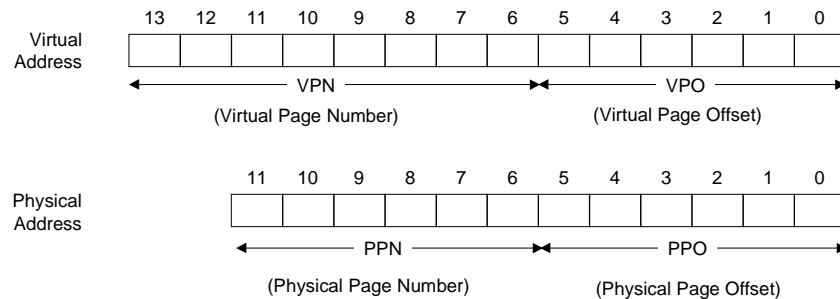 13 12 11 10 9 8 7 6 5 4 3 2 1 0
Virtual
Address
VPN VPO
(Virtual Page Number) (Virtual Page Offset)
11 10 9 8 7 6 5 4 3 2 1 0
Physical
Address
PPN PPO
(Physical Page Number) (Physical Page Offset)